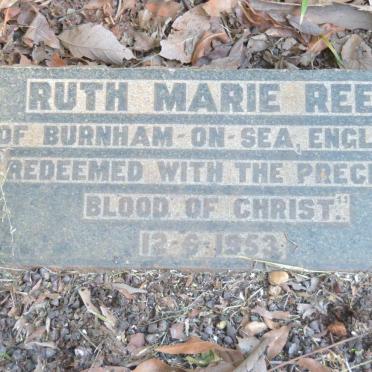 RUTH MARIE REE
OF BURNHAM-ON-SEA, ENGL
REDEEMED WITH THE PREC
BLOOD OF CHRIST."
12-6-1953